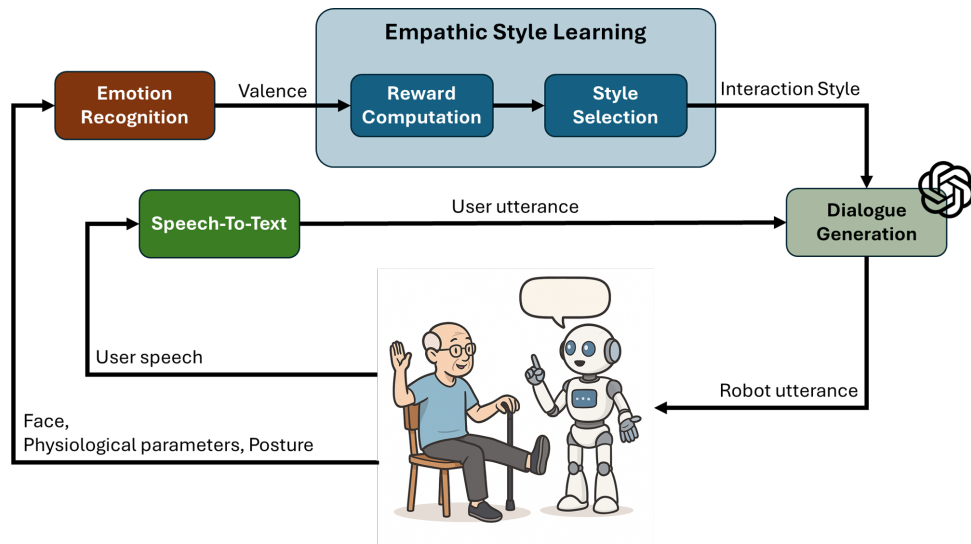 Empathic Style Learning
Emotion
Recognition
Valence
Reward
Computation
Style
Selection
Interaction Style
Speech-To-Text
User utterance
Dialogue
Generation
User speech
Robot utterance
Face,
Physiological parameters, Posture